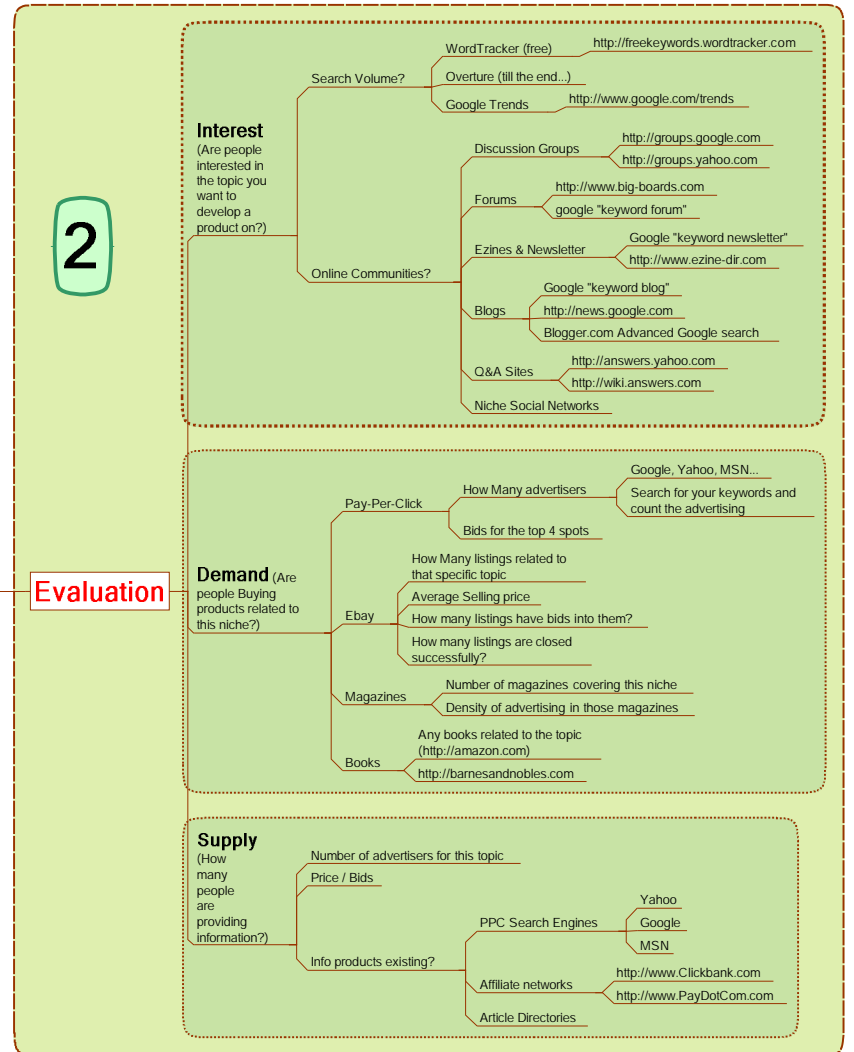 2
Evaluation
Interest
(Are people
interested in
the topic you
want to
develop a
product on?)
Search Volume?
WordTracker (free)
http://freekeywords.wordtracker.com
Overture (till the end...)
Google Trends
http://www.google.com/trends
Online Communities?
Discussion Groups
http://groups.google.com
http://groups.yahoo.com
Forums
http://www.big-boards.com
google "keyword forum"
Ezines & Newsletter
Google "keyword newsletter"
http://www.ezine-dir.com
Blogs
Google "keyword blog"
http://news.google.com
Blogger.com Advanced Google search
Q&A Sites
http://answers.yahoo.com
http://wiki.answers.com
Niche Social Networks
Demand (Are
people Buying
products related to
this niche?)
Pay-Per-Click
How Many advertisers
Google, Yahoo, MSN...
Search for your keywords and
count the advertising
Bids for the top 4 spots
Ebay
How Many listings related to
that specific topic
Average Selling price
How many listings have bids into them?
How many listings are closed
successfully?
Magazines
Number of magazines covering this niche
Density of advertising in those magazines
Books
Any books related to the topic
(http://amazon.com)
http://barnesandnobles.com
Supply
(How
many
people
are
providing
information?)
Number of advertisers for this topic
Price / Bids
Info products existing?
PPC Search Engines
Yahoo
Google
MSN
Affiliate networks
http://www.Clickbank.com
http://www.PayDotCom.com
Article Directories